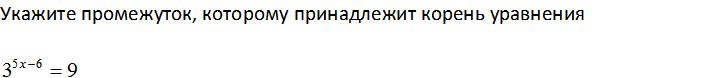 Укажите промежуток, которому принадлежит корень уравнения
3^{5x-6} = 9